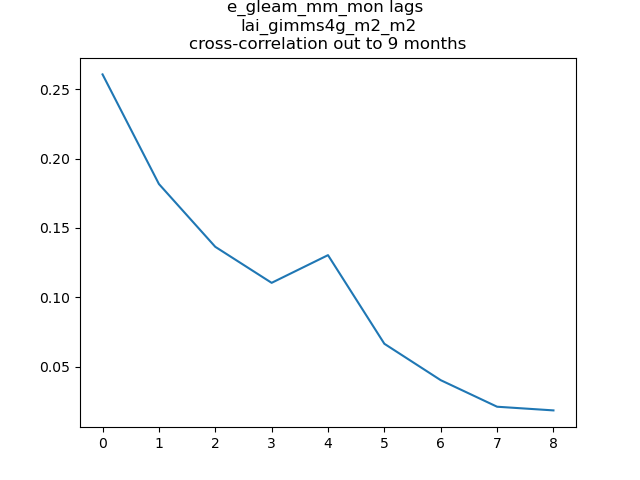 e_gleam_mm_mon lags
lai_gimms4g_m2_m2
cross-correlation out to 9 months
0.25
0.20
0.15
0.10
0.05
0 1 2 3 4 5 6 7 8